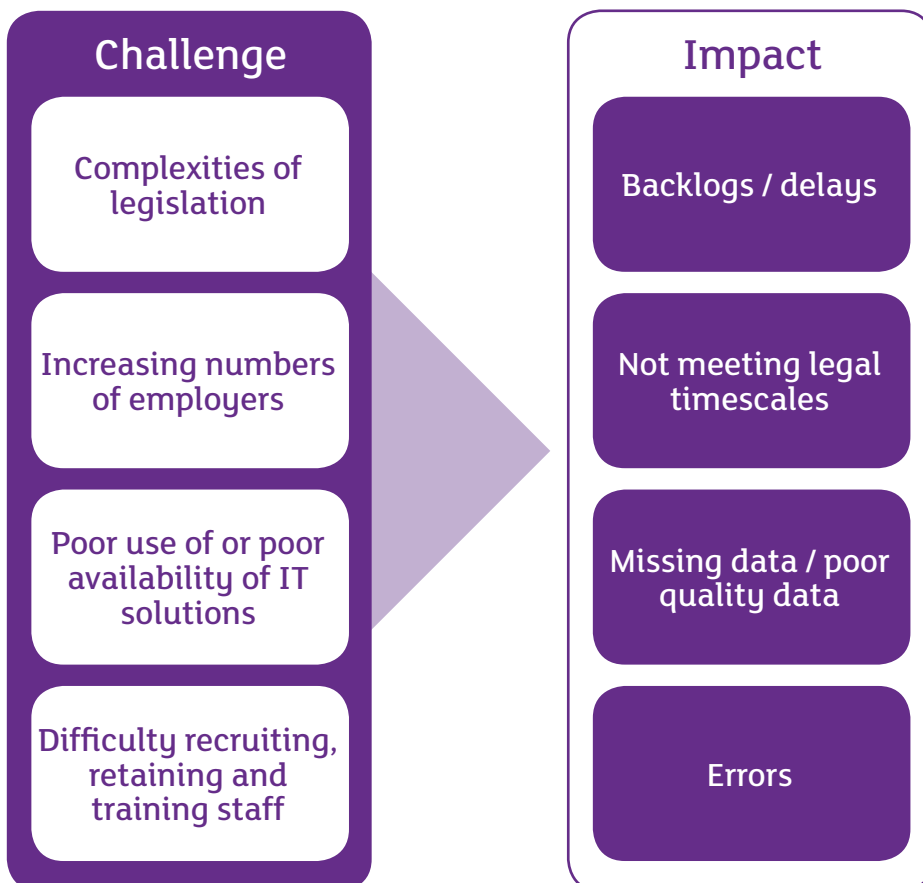 Challenge
Complexities of
legislation
Increasing numbers
of employers
Poor use of or poor
availability of IT
solutions
Difficulty recruiting,
retaining and
training staff
Impact
Backlogs / delays
Not meeting legal
timescales
Missing data / poor
quality data
Errors